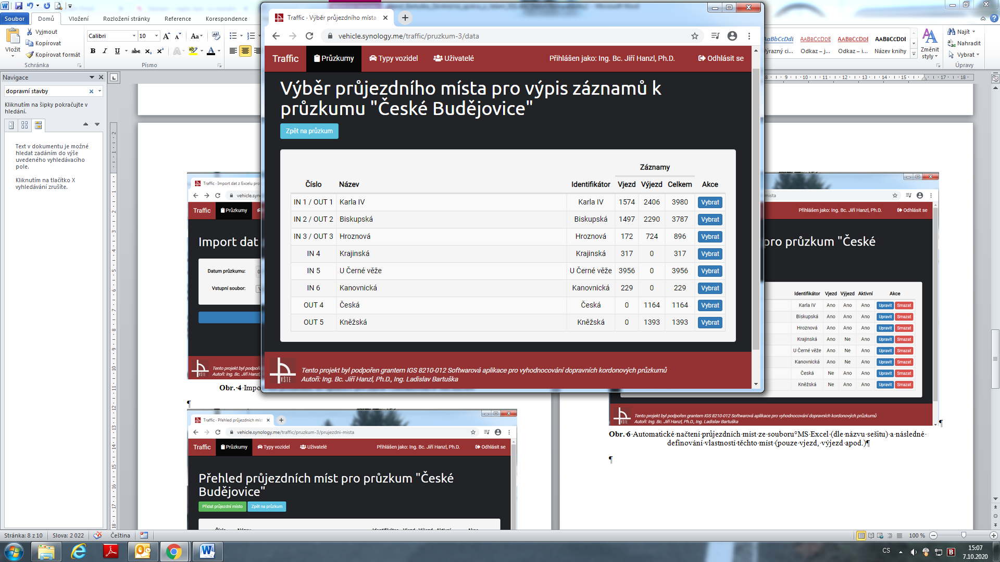 Soubor Domů Vložení Rozložení stránky Reference Korespondence
Vložit
Vyjmout
Kopírovat
Kopírovat formát
Schránka
Calibri 10
Písmo
Odkaz – j...
Odkaz – i...
Název knihy
AaBbCcDdI AABBCCDDE AABBCCDDE AaBbCcDdE
Změnit
styly
Najít
Nahradit
Vybrat
Úpravy
Navigace
dopravní stavby
Kliknutím na šipky pokračujte v
hledání.
Text v dokumentu je možné
hledat zadáním do výše
uvedeného vyhledávacího
pole.
Kliknutím na tlačítko X
vyhledávání zrušíte.
Traffic · Výběr průjezdního místa
vehicle.synology.me/traffic/pruzkum-3/data
Traffic Průzkumy Typy vozidel Uživatelé Přihlášen jako: Ing. Bc. Jiří Hanzl, Ph.D. Odhlásit se
Výběr průjezdního místa pro výpis záznamů k
průzkumu "České Budějovice"
Zpět na průzkum
Záznamy
Číslo Název Identifikátor Vjezd Výjezd Celkem Akce
IN 1 / OUT 1 Karla IV Karla IV 1574 2406 3980 Vybrat
IN 2 / OUT 2 Biskupská Biskupská 1497 2290 3787 Vybrat
IN 3 / OUT 3 Hroznová Hroznová 172 724 896 Vybrat
IN 4 Krajinská Krajinská 317 0 317 Vybrat
IN 5 U Černé věže U Černé věže 3956 0 3956 Vybrat
IN 6 Kanovnická Kanovnická 229 0 229 Vybrat
OUT 4 Česká Česká 0 1164 1164 Vybrat
OUT 5 Kněžská Kněžská 0 1393 1393 Vybrat
VŠTE
Tento projekt byl podpořen grantem IGS 8210-012 Softwarová aplikace pro vyhodnocování dopravních kordonových průzkumů
Autoři: Ing. Bc. Jiří Hanzl, Ph.D., Ing. Ladislav Bartuška
Traffic · Import dat z Excelu pro
vehicle.syn
Traffic Průzkumy
Import dat
Datum průzkumu:
Vstupní soubor:
Tento projekt byl podpoř
Autoři: Ing. Bc. Jiří Hanzl,
Obr. 4
¶
Traffic · Přehled průjezdních míst
vehicle.synology.me/traffic/pruzkum-3/prujezdni-mista
Traffic Průzkumy Typy vozidel Uživatelé Přihlášen jako: Ing. Bc. Jiří Hanzl, Ph.D. Odhlásit se
Přehled průjezdních míst pro průzkum "České
Budějovice"
Přidat průjezdní místo Zpět na průzkum
Přihlášen jako: Ing. Bc. Jiří Hanzl, Ph.D. Odhlásit se
pro průzkum "České
Identifikátor Vjezd Výjezd Aktivní Akce
Karla IV Ano Ano Ano Upravit Smazat
Biskupská Ano Ano Ano Upravit Smazat
Hroznová Ano Ano Ano Upravit Smazat
Krajinská Ano Ne Ano Upravit Smazat
U Černé věže Ano Ne Ano Upravit Smazat
Kanovnická Ano Ne Ano Upravit Smazat
Česká Ne Ano Ano Upravit Smazat
Kněžská Ne Ano Ano Upravit Smazat
VŠTE
Tento projekt byl podpořen grantem IGS 8210-012 Softwarová aplikace pro vyhodnocování dopravních kordonových průzkumů
Autoři: Ing. Bc. Jiří Hanzl, Ph.D., Ing. Ladislav Bartuška
¶
Obr. 6 Automatické načtení průjezdních míst ze souboru°MS Excel (dle názvu sešitu) a následné
definování vlastností těchto míst (pouze vjezd, výjezd apod.)¶
¶
Stránka: 8 z 10 Slova: 2 022 Čeština 100 %
CS 15:07
7.10.2020